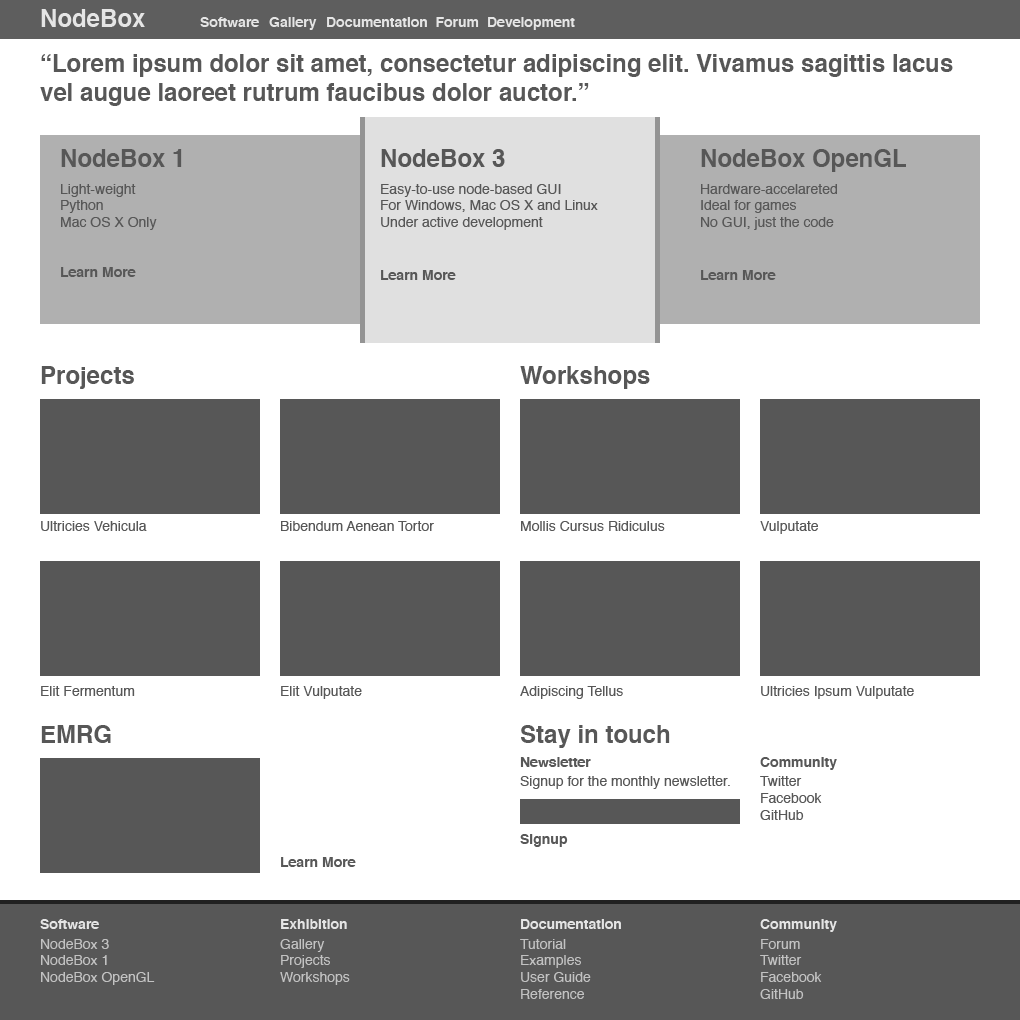 NodeBox
Software Gallery Documentation Forum Development
“Lorem ipsum dolor sit amet, consectetur adipiscing elit. Vivamus sagittis lacus
vel augue laoreet rutrum faucibus dolor auctor.”
NodeBox 1
Light-weight
Python
Mac OS X Only
Learn More
NodeBox 3
Easy-to-use node-based GUI
For Windows, Mac OS X and Linux
Under active development
Learn More
NodeBox OpenGL
Hardware-accelareted
Ideal for games
No GUI, just the code
Learn More
Projects
Ultricies Vehicula
Bibendum Aenean Tortor
Elit Fermentum
Elit Vulputate
Workshops
Mollis Cursus Ridiculus
Vulputate
Adipiscing Tellus
Ultricies Ipsum Vulputate
EMRG
Learn More
Stay in touch
Newsletter
Signup for the monthly newsletter.
Signup
Community
Twitter
Facebook
GitHub
Software
NodeBox 3
NodeBox 1
NodeBox OpenGL
Exhibition
Gallery
Projects
Workshops
Documentation
Tutorial
Examples
User Guide
Reference
Community
Forum
Twitter
Facebook
GitHub